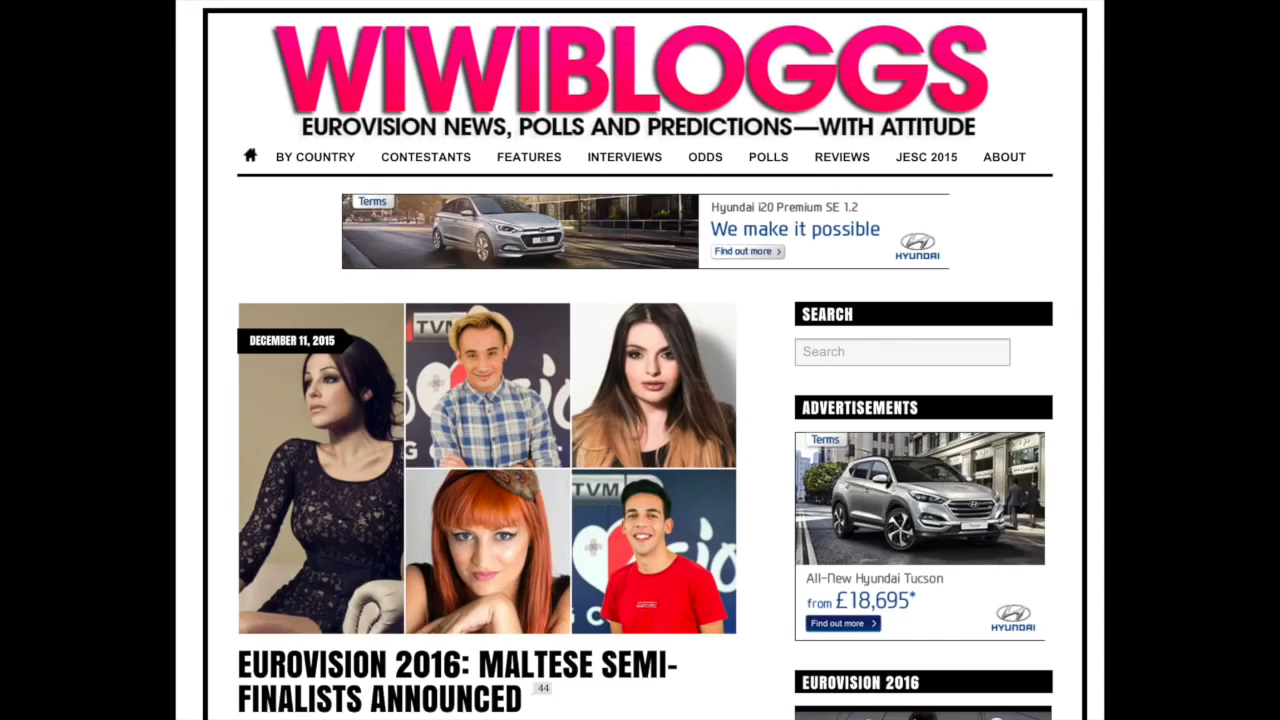 WIWIBLOGGS
EUROVISION NEWS, POLLS AND PREDICTIONS—WITH ATTITUDE
BY COUNTRY CONTESTANTS FEATURES INTERVIEWS ODDS POLLS REVIEWS JESC 2015 ABOUT
Terms
Hyundai i20 Premium SE 1.2
We make it possible
Find out more >
HYUNDAI
DECEMBER 11, 2015
TVM
TVM
SEARCH
Search
ADVERTISEMENTS
Terms
All-New Hyundai Tucson
from £18,695*
Find out more >
HYUNDAI
EUROVISION 2016: MALTESE SEMI-
FINALISTS ANNOUNCED 44
EUROVISION 2016